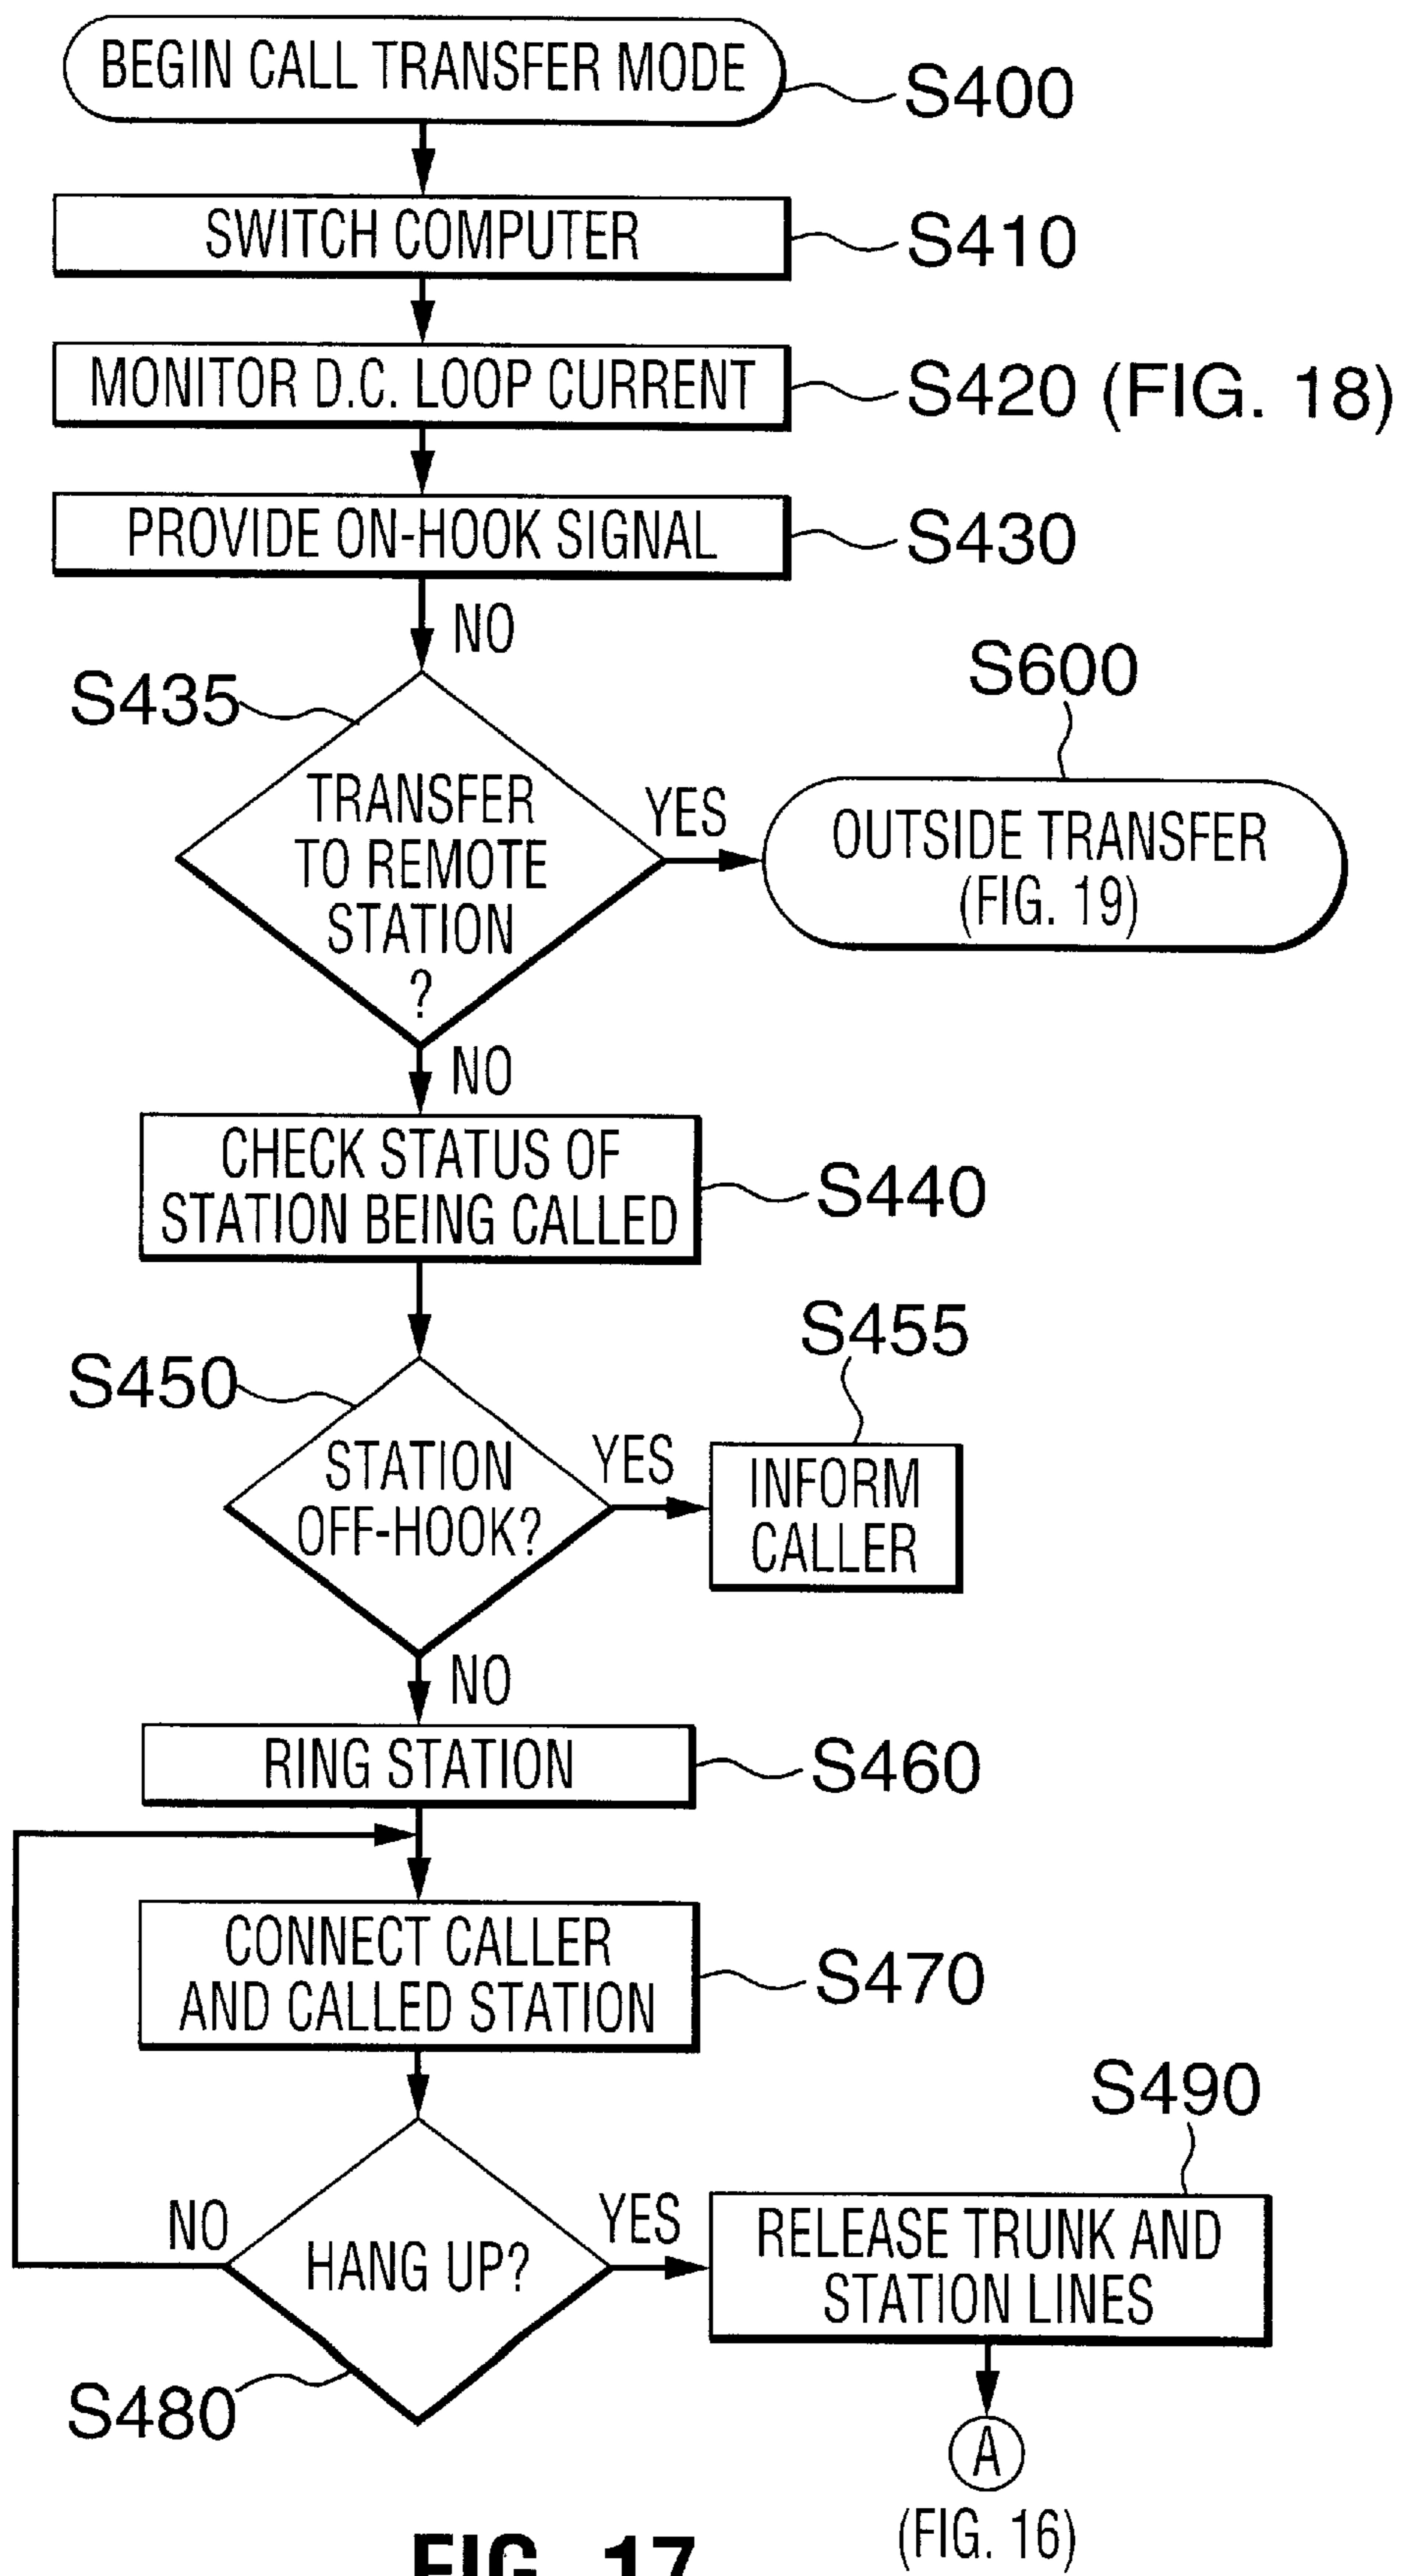 BEGIN CALL TRANSFER MODE
S400
SWITCH COMPUTER
S410
MONITOR D.C. LOOP CURRENT
S420 (FIG. 18)
PROVIDE ON-HOOK SIGNAL
S430
NO
S435
S600
TRANSFER
TO REMOTE
STATION
?
YES
OUTSIDE TRANSFER
(FIG. 19)
NO
CHECK STATUS OF
STATION BEING CALLED
S440
S455
S450
STATION
OFF-HOOK?
YES
INFORM
CALLER
NO
RING STATION
S460
CONNECT CALLER
AND CALLED STATION
S470
S490
NO
HANG UP?
YES
RELEASE TRUNK AND
STATION LINES
S480
A
(FIG. 16)
FIG. 17